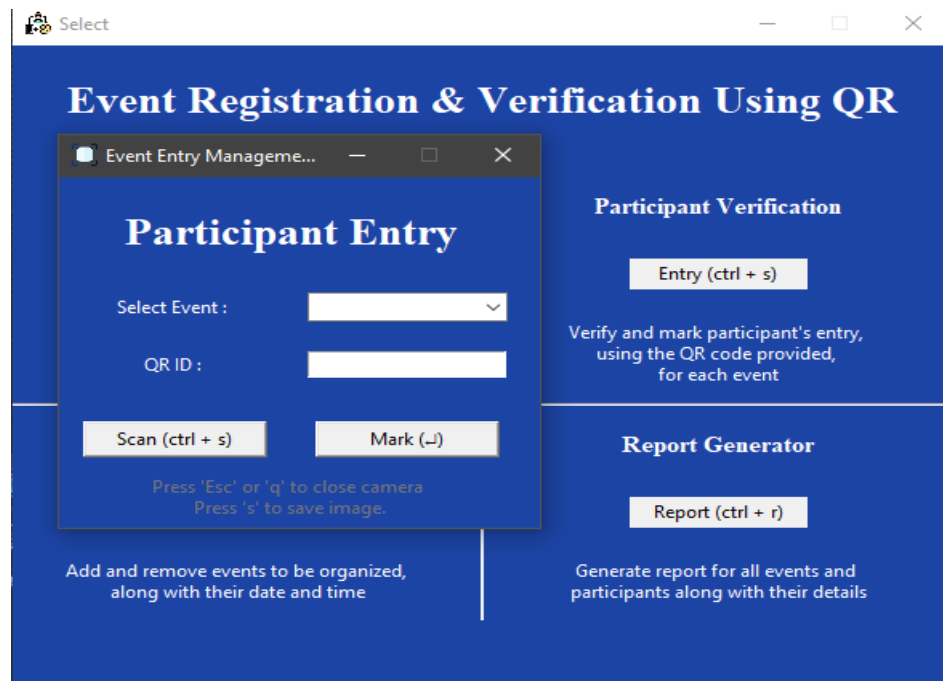 Select
Event Registration & Verification Using QR
Event Entry Manageme...
Participant Entry
Select Event :
QR ID :
Scan (ctrl + s)
Mark (↵)
Press 'Esc' or 'q' to close camera
Press 's' to save image.
Participant Verification
Entry (ctrl + s)
Verify and mark participant's entry,
using the QR code provided,
for each event
Add and remove events to be organized,
along with their date and time
Report Generator
Report (ctrl + r)
Generate report for all events and
participants along with their details